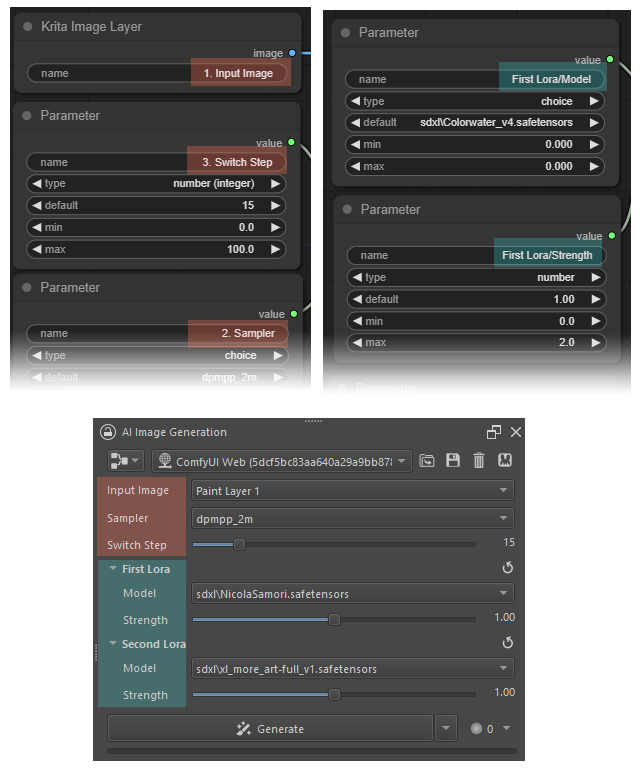 Krita Image Layer
image
name 1. Input Image
Parameter
value
name 3. Switch Step
type number (integer)
default 15
min 0.0
max 100.0
Parameter
value
name 2. Sampler
type choice
default dpmpp_2m
Parameter
value
name First Lora/Model
type choice
default sdxl\Colorwater_v4.safetensors
min 0.000
max 0.000
Parameter
value
name First Lora/Strength
type number
default 1.00
min 0.0
max 2.0
Parameter
AI Image Generation
ComfyUI Web (5dcf5bc83aa640a29a9bb878
Input Image Paint Layer 1
Sampler dpmpp_2m
Switch Step 15
First Lora
Model sdxl\NicolaSamori.safetensors
Strength 1.00
Second Lora
Model sdxl\xl_more_art-full_v1.safetensors
Strength 1.00
Generate 0